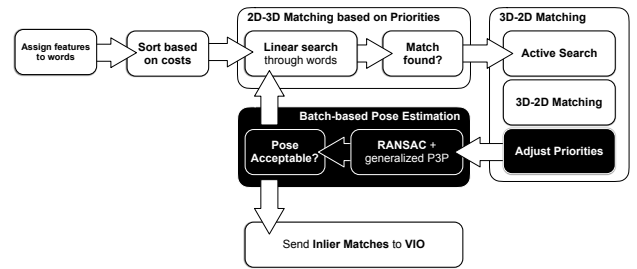 2D-3D Matching based on Priorities
3D-2D Matching
Assign features
to words
Sort based
on costs
Linear search
through words
Match
found?
Active Search
3D-2D Matching
Batch-based Pose Estimation
Pose
Acceptable?
RANSAC +
generalized P3P
Adjust Priorities
Send Inlier Matches to VIO